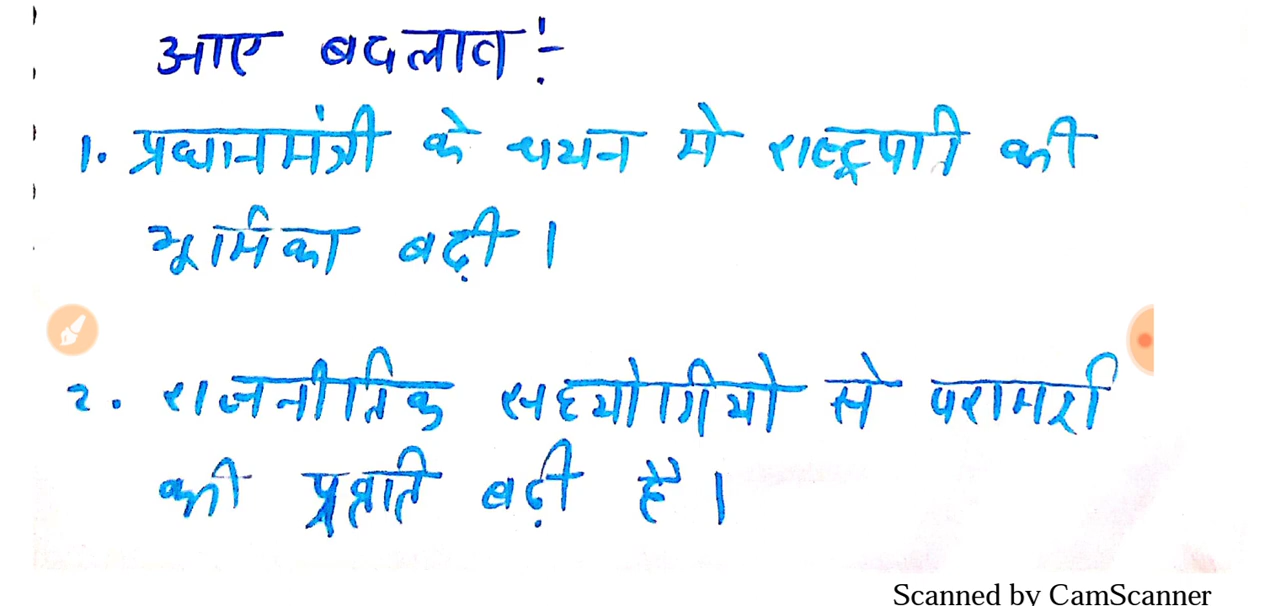 आए बदलाव :-
1. प्रधानमंत्री के चयन मे राष्ट्रपति की
भूमिका बढ़ी ।
2. राजनीतिक सहयोगियो से परामर्श
की प्रवृति बढ़ी है ।
Scanned by CamScanner